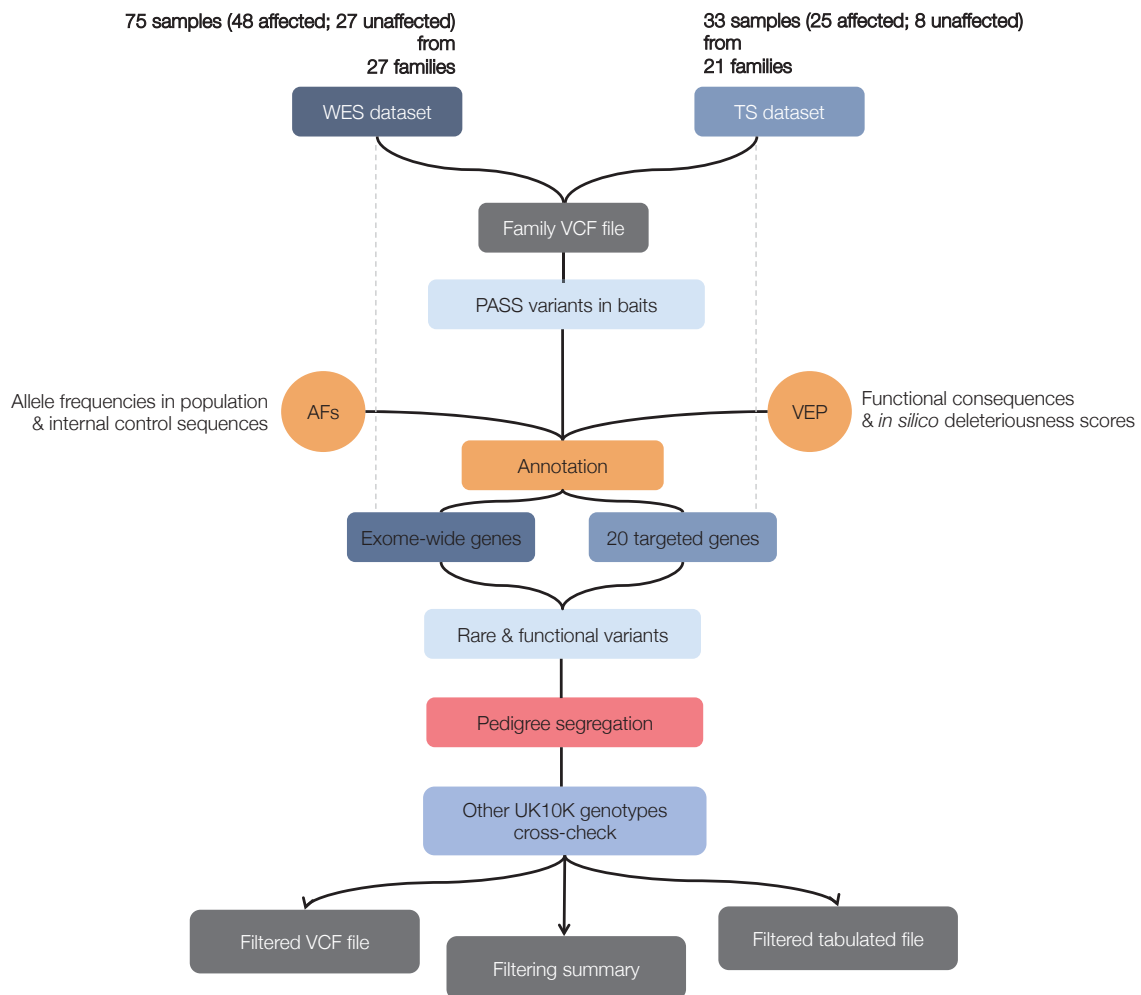 75 samples (48 affected; 27 unaffected)
from
27 families
33 samples (25 affected; 8 unaffected)
from
21 families
WES dataset
TS dataset
Family VCF file
PASS variants in baits
Allele frequencies in population
& internal control sequences
AFs
VEP
Functional consequences
& in silico deleteriousness scores
Annotation
Exome-wide genes
20 targeted genes
Rare & functional variants
Pedigree segregation
Other UK10K genotypes
cross-check
Filtered VCF file
Filtering summary
Filtered tabulated file